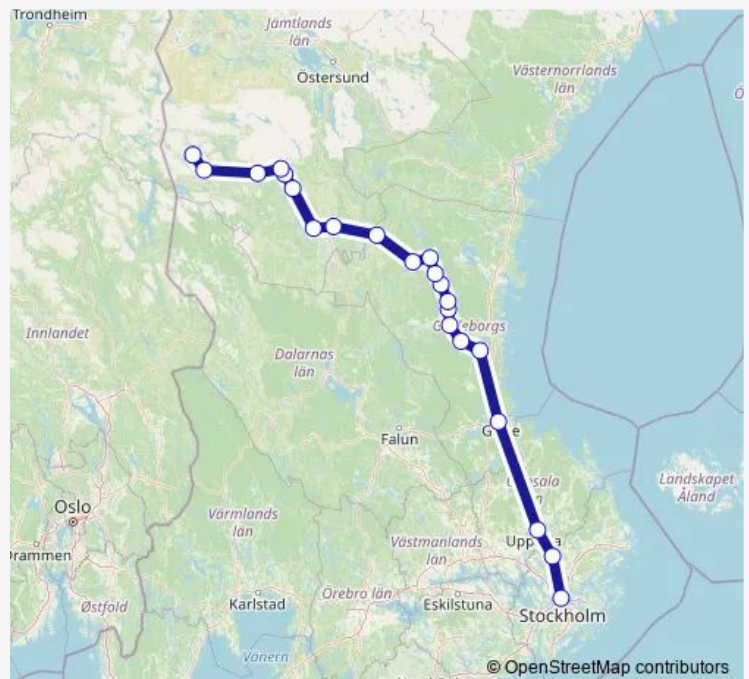 Trondheim
Jämtlands
län
Östersund
Västernorrlands
län
Innlandet
Dalarnas
län
Falun
Landskapet
Åland
Oslo
Värmlands
län
Västmanlands
län
Drammen
Østfold
Karlstad
Örebro län
Eskilstuna
Stockholm
Vänern
© OpenStreetMap contributors